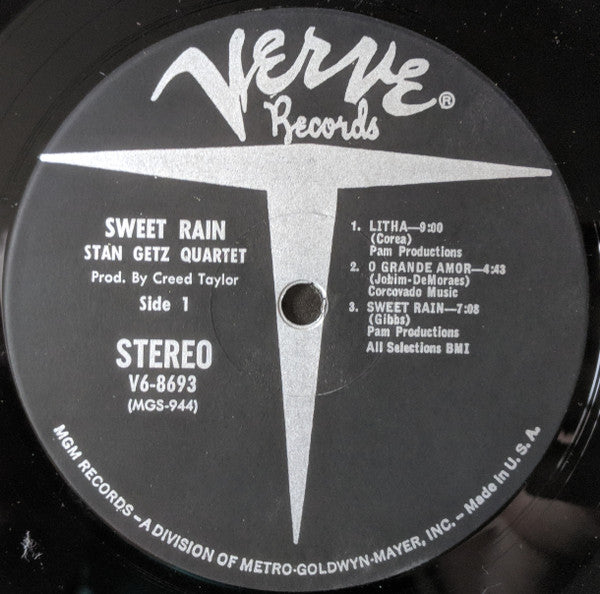 VERVE ®
Records
SWEET RAIN
STAN GETZ QUARTET
Prod. By Creed Taylor
Side 1
STEREO
V6-8693
(MGS-944)
1. LITHA—9:00
(Corea)
Pam Productions
2. O GRANDE AMOR—4:43
(Jobim-DeMoraes)
Corcovado Music
3. SWEET RAIN—7:08
(Gibbs)
Pam Productions
All Selections BMI
MGM RECORDS – A DIVISION OF METRO-GOLDWYN-MAYER, INC. – Made in U. S. A.